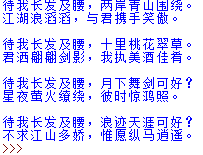 待我长发及腰，两岸青山围绕。
江湖浪滔滔，与君携手笑傲。
待我长发及腰，十里桃花翠草。
君洒翩翩剑影，我执美酒佳肴。
待我长发及腰，月下舞剑可好？
星夜萤火缭绕，彼时惊鸿照。
待我长发及腰，浪迹天涯可好？
不求江山多娇，惟愿纵马逍遥。
>>>